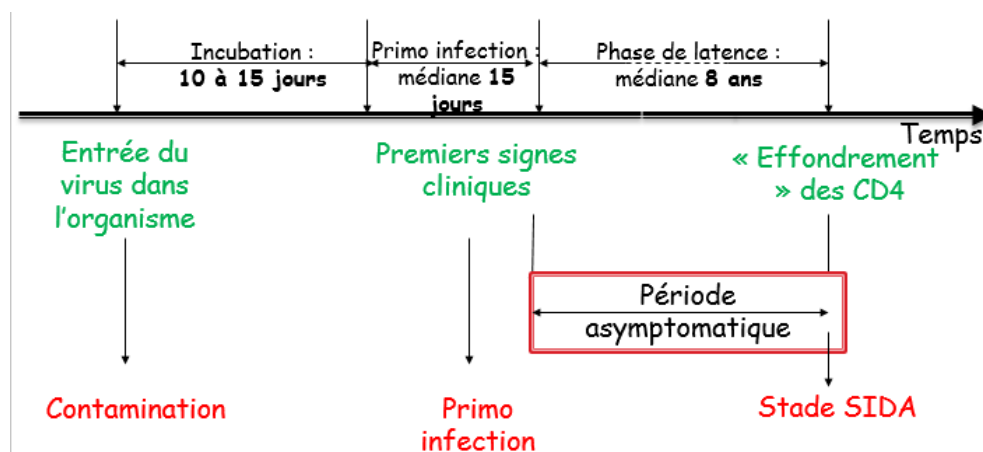 Incubation :
10 à 15 jours
Primo infection :
médiane 15
jours
Phase de latence :
médiane 8 ans
Temps
Entrée du
virus dans
l'organisme
Premiers signes
cliniques
« Effondrement
» des CD4
Période
asymptomatique
Contamination
Primo
infection
Stade SIDA